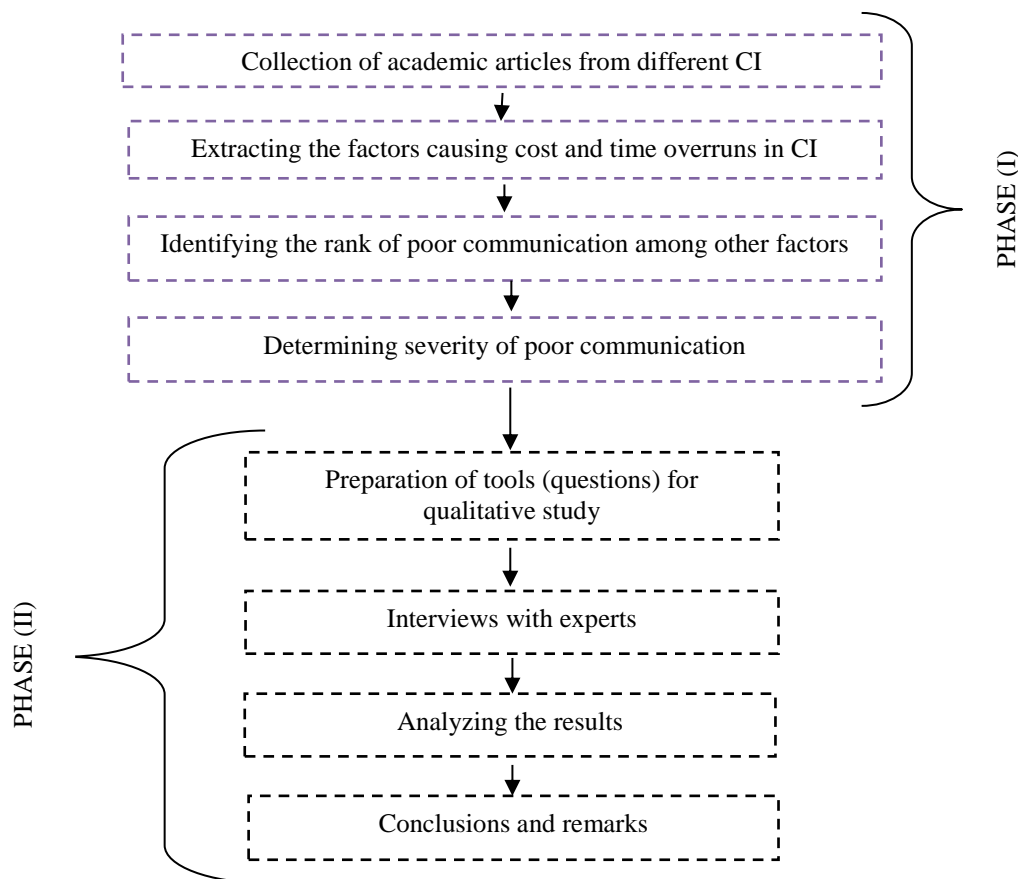 Collection of academic articles from different CI
Extracting the factors causing cost and time overruns in CI
Identifying the rank of poor communication among other factors
Determining severity of poor communication
PHASE (I)
Preparation of tools (questions) for
qualitative study
Interviews with experts
Analyzing the results
Conclusions and remarks
PHASE (II)